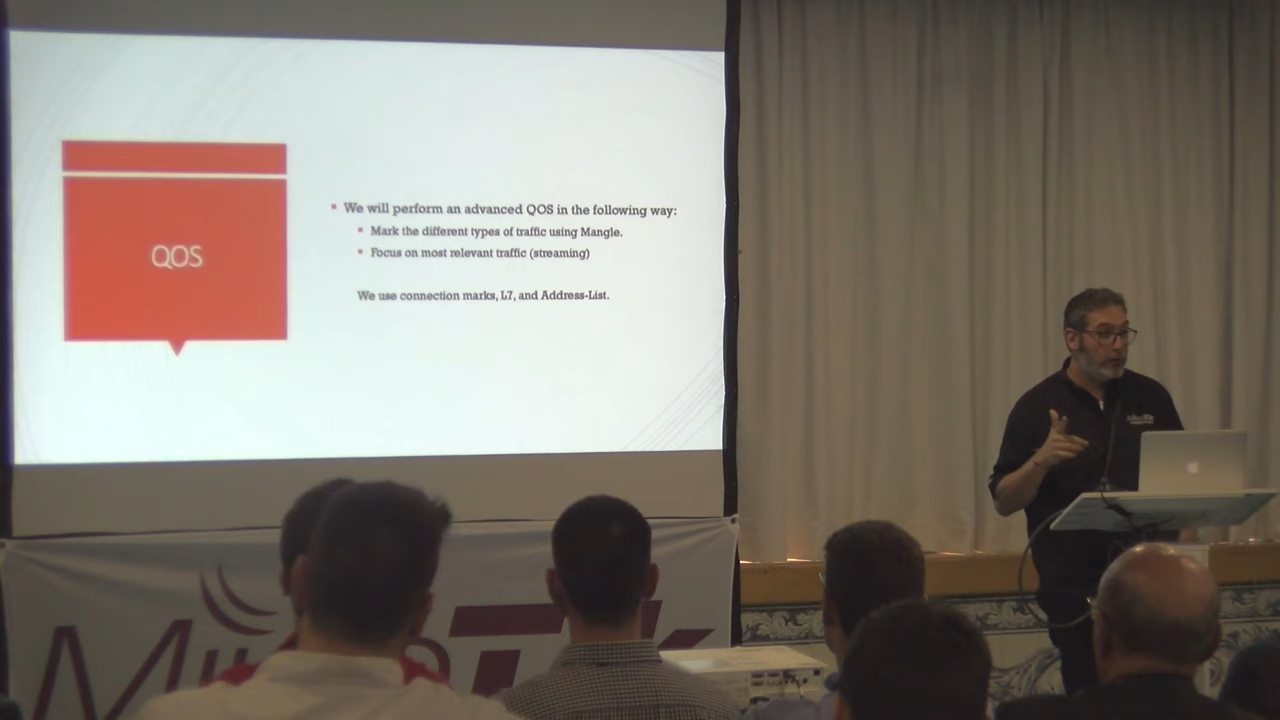 QOS
We will perform an advanced QOS in the following way:
Mark the different types of traffic using Mangle.
Focus on most relevant traffic (streaming)
We use connection marks, L7, and Address-List.